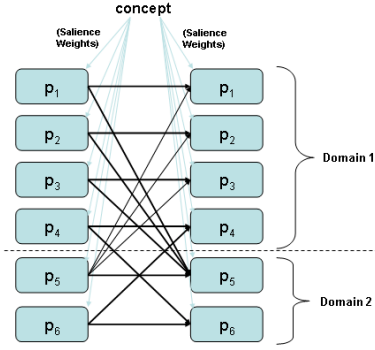 concept
(Salience
Weights)
(Salience
Weights)
p1 p1
p2 p2
p3 p3
p4 p4
Domain 1
p5 p5
p6 p6
Domain 2